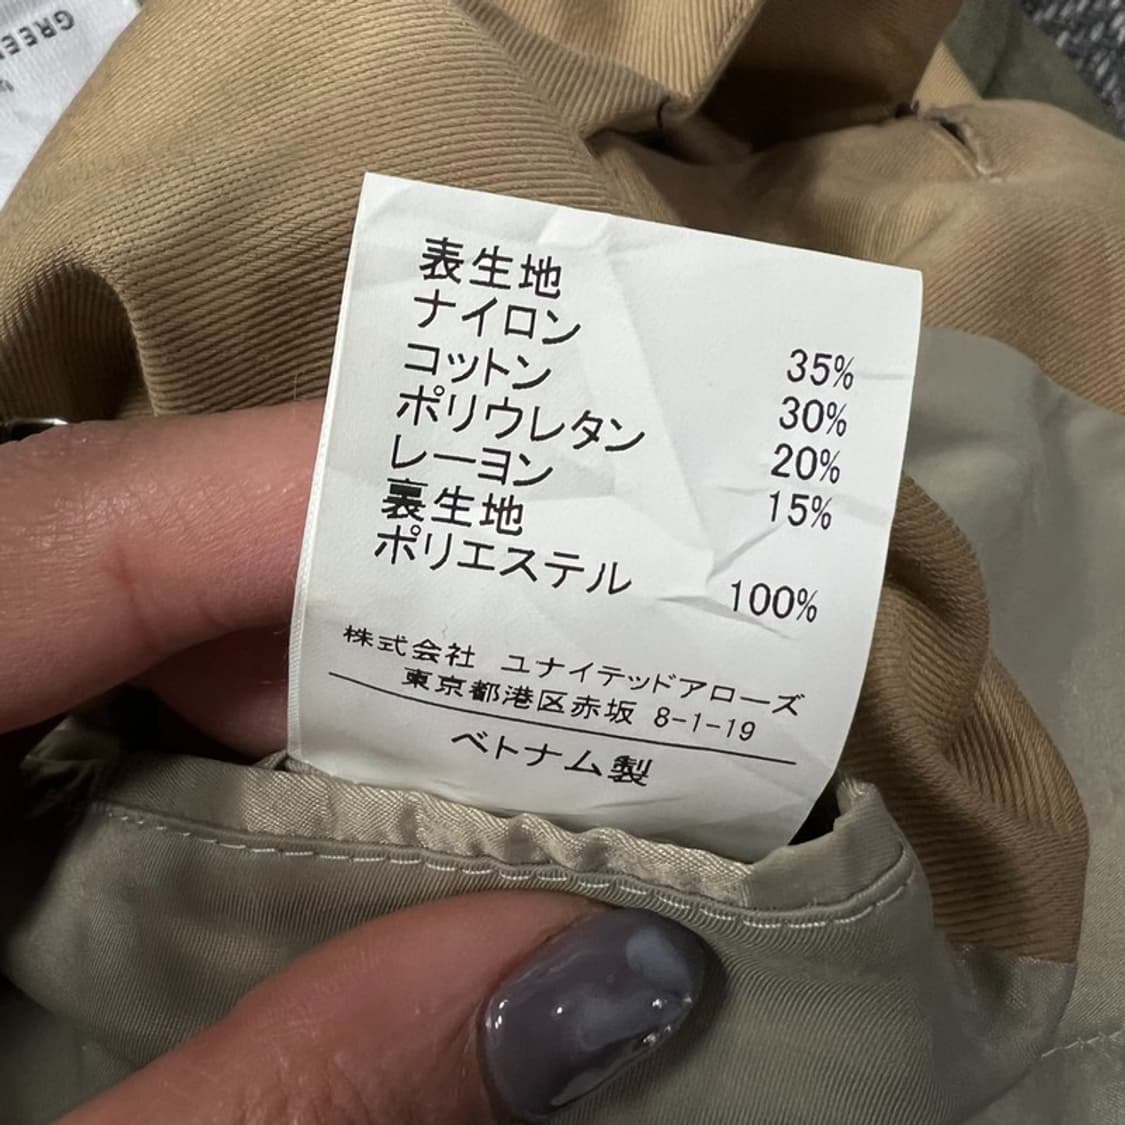 GREEN
表生地
ナイロン 35%
コットン 30%
ポリウレタン 20%
レーヨン 15%
裏生地
ポリエステル 100%
株式会社 ユナイテッドアローズ
東京都港区赤坂 8-1-19
ベトナム製